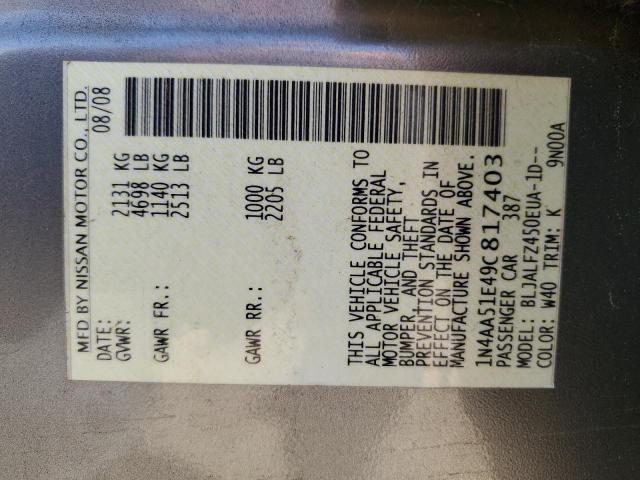 MFD BY NISSAN MOTOR CO., LTD.
DATE: 08/08
GVWR: 2131 KG
4698 LB
GAWR FR.: 1140 KG
2513 LB
GAWR RR.: 1000 KG
2205 LB
THIS VEHICLE CONFORMS TO
ALL APPLICABLE FEDERAL
MOTOR VEHICLE SAFETY,
BUMPER, AND THEFT
PREVENTION STANDARDS IN
EFFECT ON THE DATE OF
MANUFACTURE SHOWN ABOVE.
1N4AA51E49C817403
PASSENGER CAR 387
MODEL: BLJALFZ450EUA-1D--
COLOR: W40 TRIM: K 9N00A